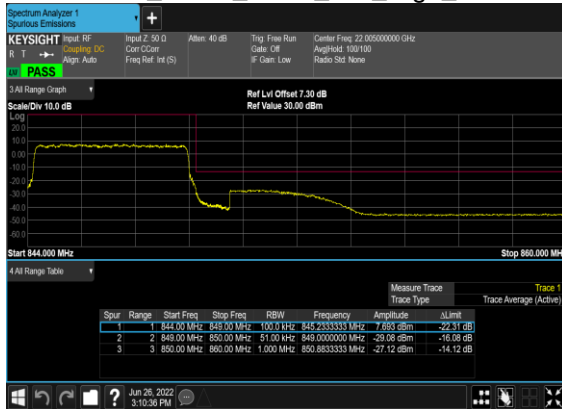 Spectrum Analyzer 1
Spurious Emissions
+
KEYSIGHT Input: RF Input Z: 50 Ω Atten: 40 dB Trig: Free Run Center Freq: 22.005000000 GHz
R T Coupling: DC Corr CCorr Gate: Off Avg|Hold: 100/100
Align: Auto Freq Ref: Int (S) IF Gain: Low Radio Std: None
PASS
3 All Range Graph
Ref Lvl Offset 7.30 dB
Scale/Div 10.0 dB Ref Value 30.00 dBm
Log
20.0
10.0
0.00
-10.0
-20.0
-30.0
-40.0
-50.0
-60.0
Start 844.000 MHz Stop 860.000 MH
4 All Range Table
Measure Trace Trace 1
Trace Type Trace Average (Active)
Spur Range Start Freq Stop Freq RBW Frequency Amplitude ΔLimit
1 1 844.00 MHz 849.00 MHz 100.0 kHz 845.2333333 MHz 7.693 dBm -22.31 dB
2 2 849.00 MHz 850.00 MHz 51.00 kHz 849.0000000 MHz -29.08 dBm -16.08 dB
3 3 850.00 MHz 860.00 MHz 1.000 MHz 850.8833333 MHz -27.12 dBm -14.12 dB
? Jun 26, 2022
3:10:36 PM